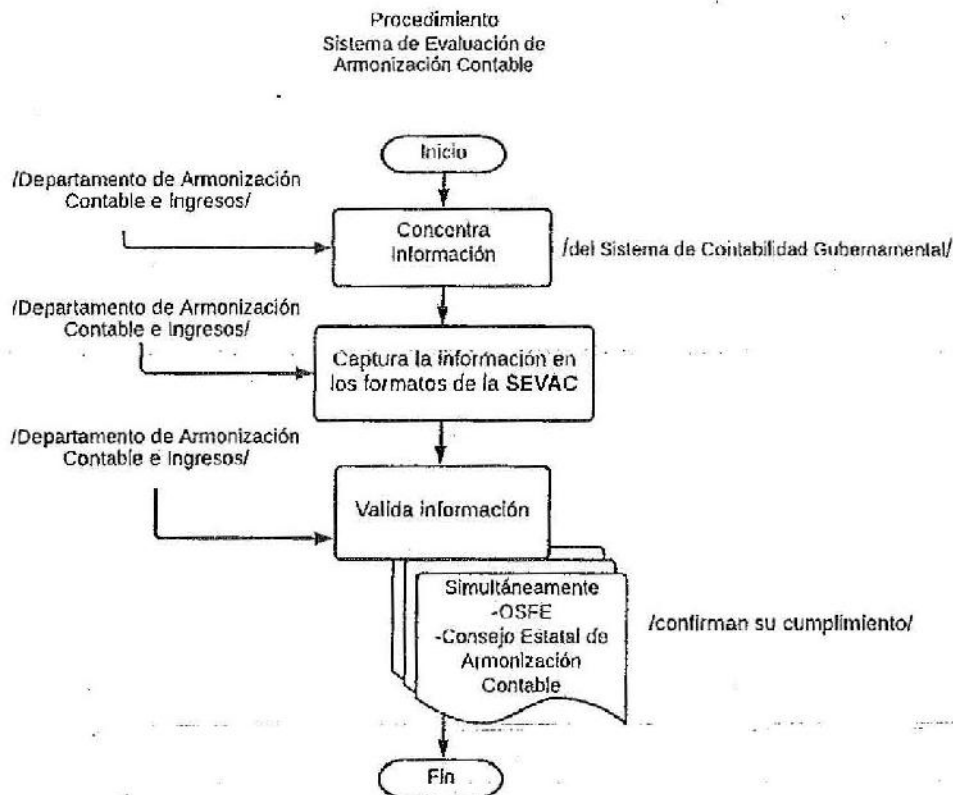 Procedimiento
Sistema de Evaluación de
Armonización Contable
Inicio
/Departamento de Armonización
Contable e Ingresos/
Concentra
Información
/del Sistema de Contabilidad Gubernamental/
/Departamento de Armonización
Contable e Ingresos/
Captura la información en
los formatos de la SEVAC
/Departamento de Armonización
Contable e Ingresos/
Valida información
Simultáneamente
-OSFE
-Consejo Estatal de
Armonización
Contable
/confirman su cumplimiento/
Fin